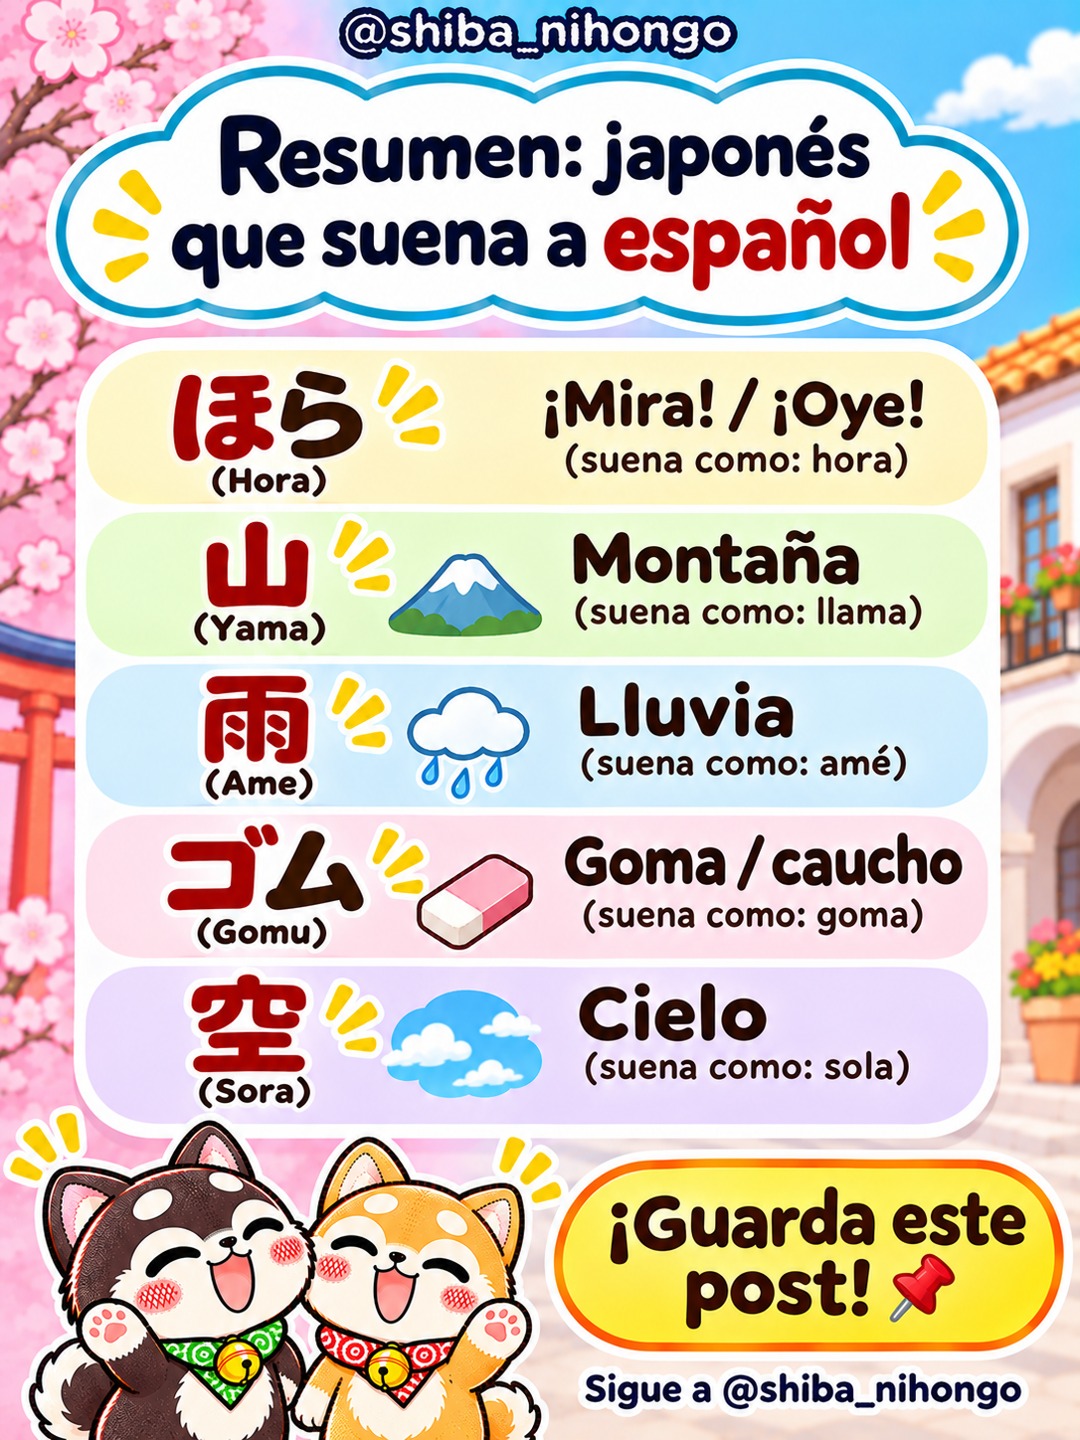 @shiba_nihongo
Resumen: japonés
que suena a español
ほら
(Hora)
¡Mira! / ¡Oye!
(suena como: hora)
山
(Yama)
Montaña
(suena como: llama)
雨
(Ame)
Lluvia
(suena como: amé)
ゴム
(Gomu)
Goma / caucho
(suena como: goma)
空
(Sora)
Cielo
(suena como: sola)
¡Guarda este
post!
Sigue a @shiba_nihongo